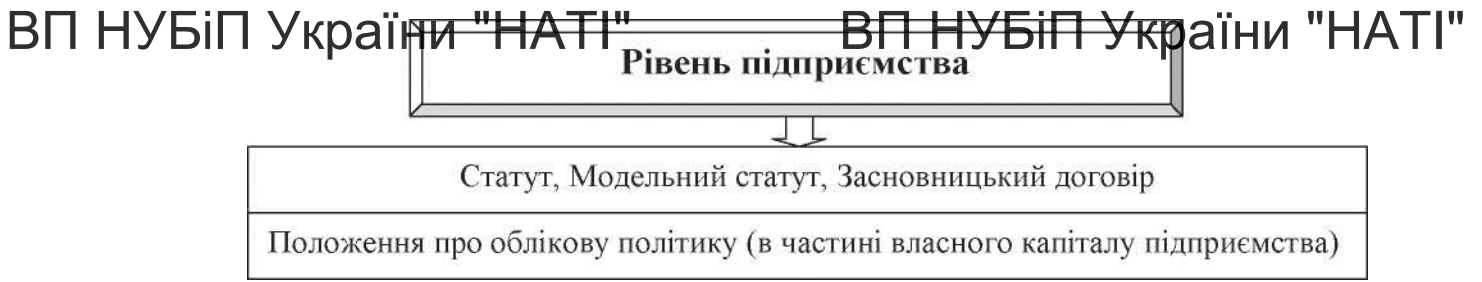 ВП НУБіП України "НАТІ" ВП НУБіП України "НАТІ"
Рівень підприємства
Статут, Модельний статут, Засновницький договір
Положення про облікову політику (в частині власного капіталу підприємства)